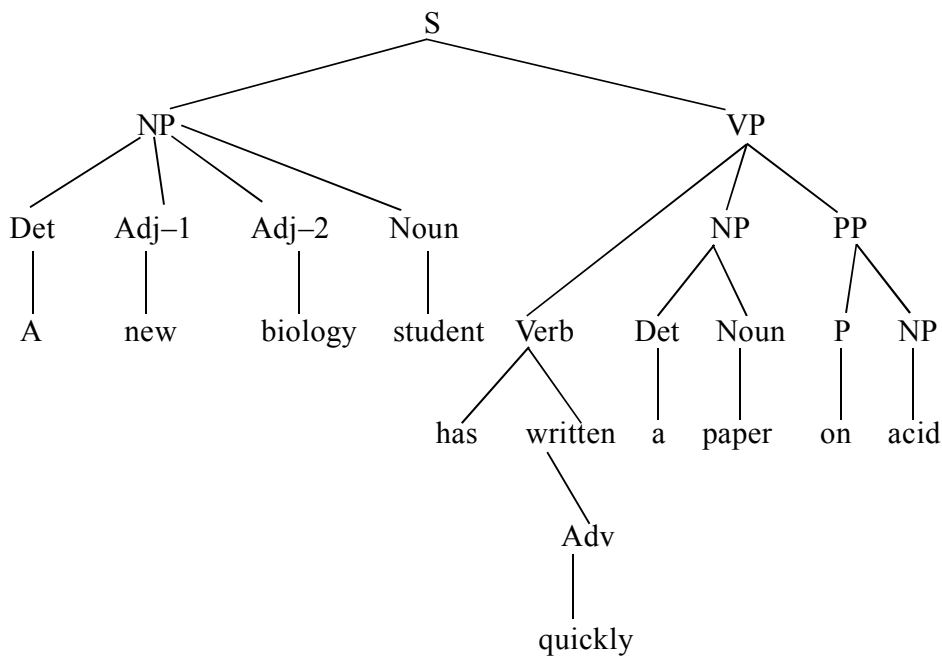 S
NP VP
Det Adj–1 Adj–2 Noun NP PP
A new biology student Verb Det Noun P NP
has written a paper on acid
Adv
quickly